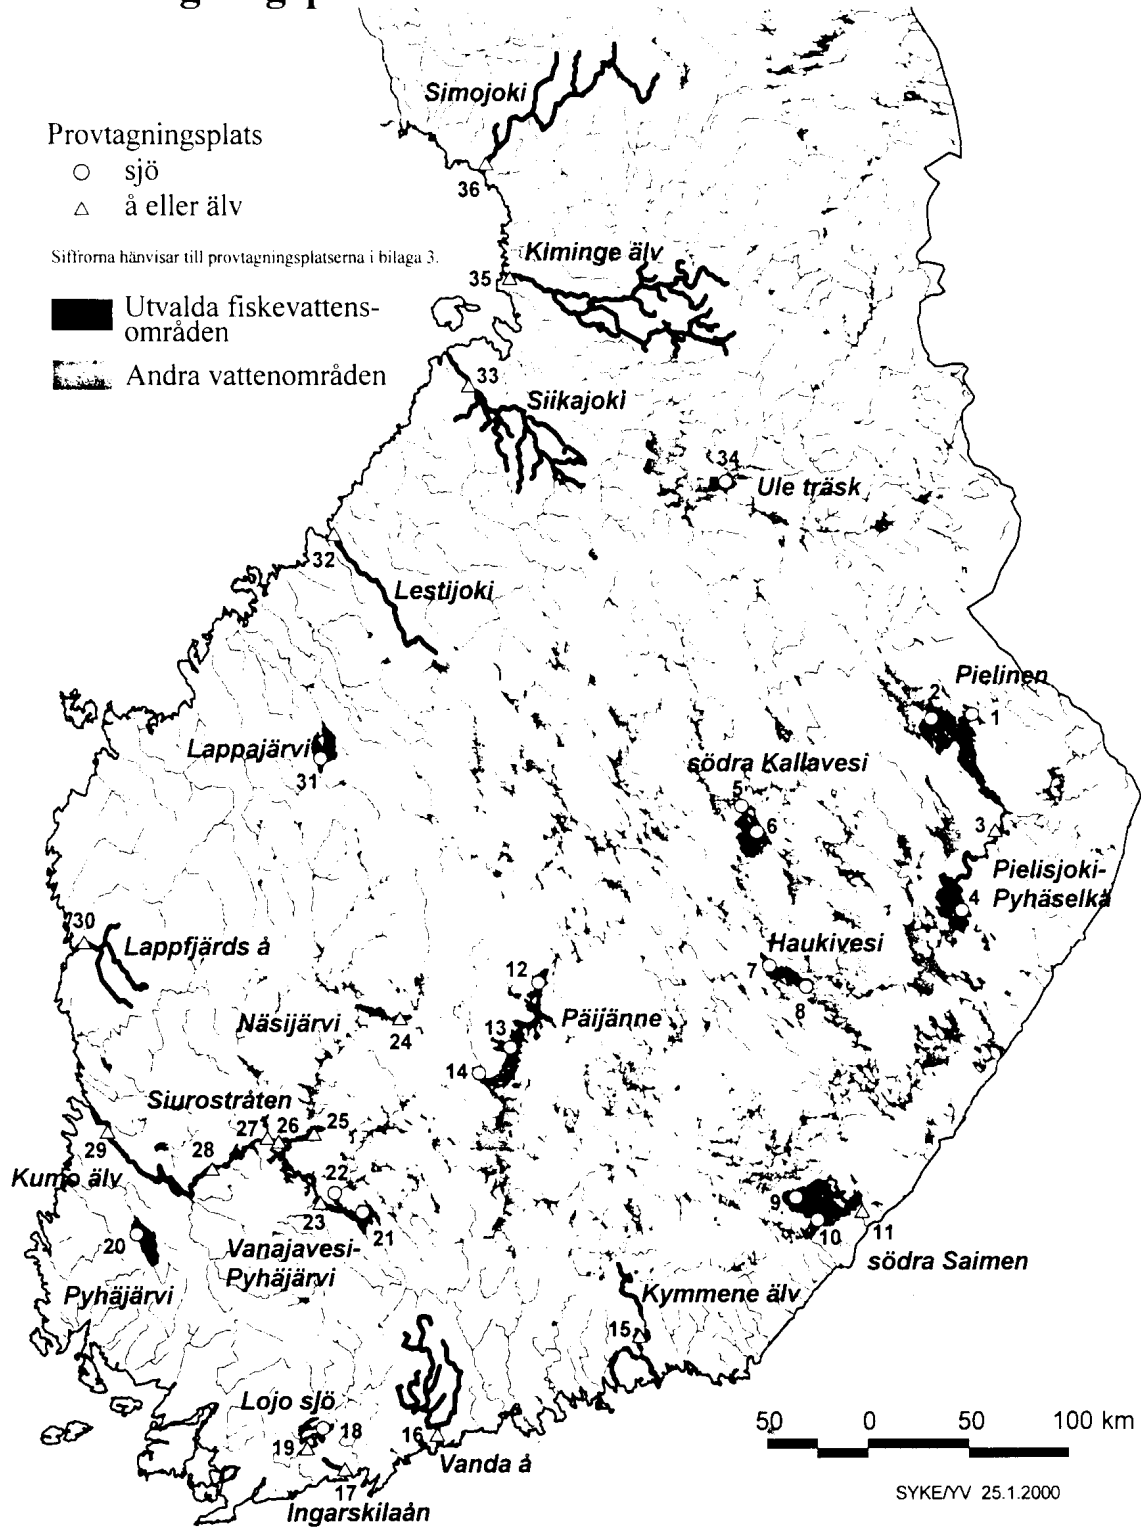 Simojoki
Provtagningsplats
sjö
å eller älv
36
Siffrorna hänvisar till provtagningsplatserna i bilaga 3.
Kiminge älv
35
Utvalda fiskevattens-
områden
Andra vattenområden
33
Siikajoki
34
Ule träsk
32
Lestijoki
Pielinen
2
1
Lappajärvi
31
södra Kallavesi
5
6
3
Pielisjoki-
Pyhäselkä
4
30
Lappfjärds å
Haukivesi
7
8
12
Päijänne
13
14
Näsijärvi
24
Siurostråten
27
26
25
29
28
Kumo älv
22
23
21
20
Vanajavesi-
Pyhäjärvi
Pyhäjärvi
9
10
11
södra Saimen
Kymmene älv
15
Lojo sjö
18
19
16
Vanda å
17
Ingarskilaån
50 0 50 100 km
SYKE/YV 25.1.2000